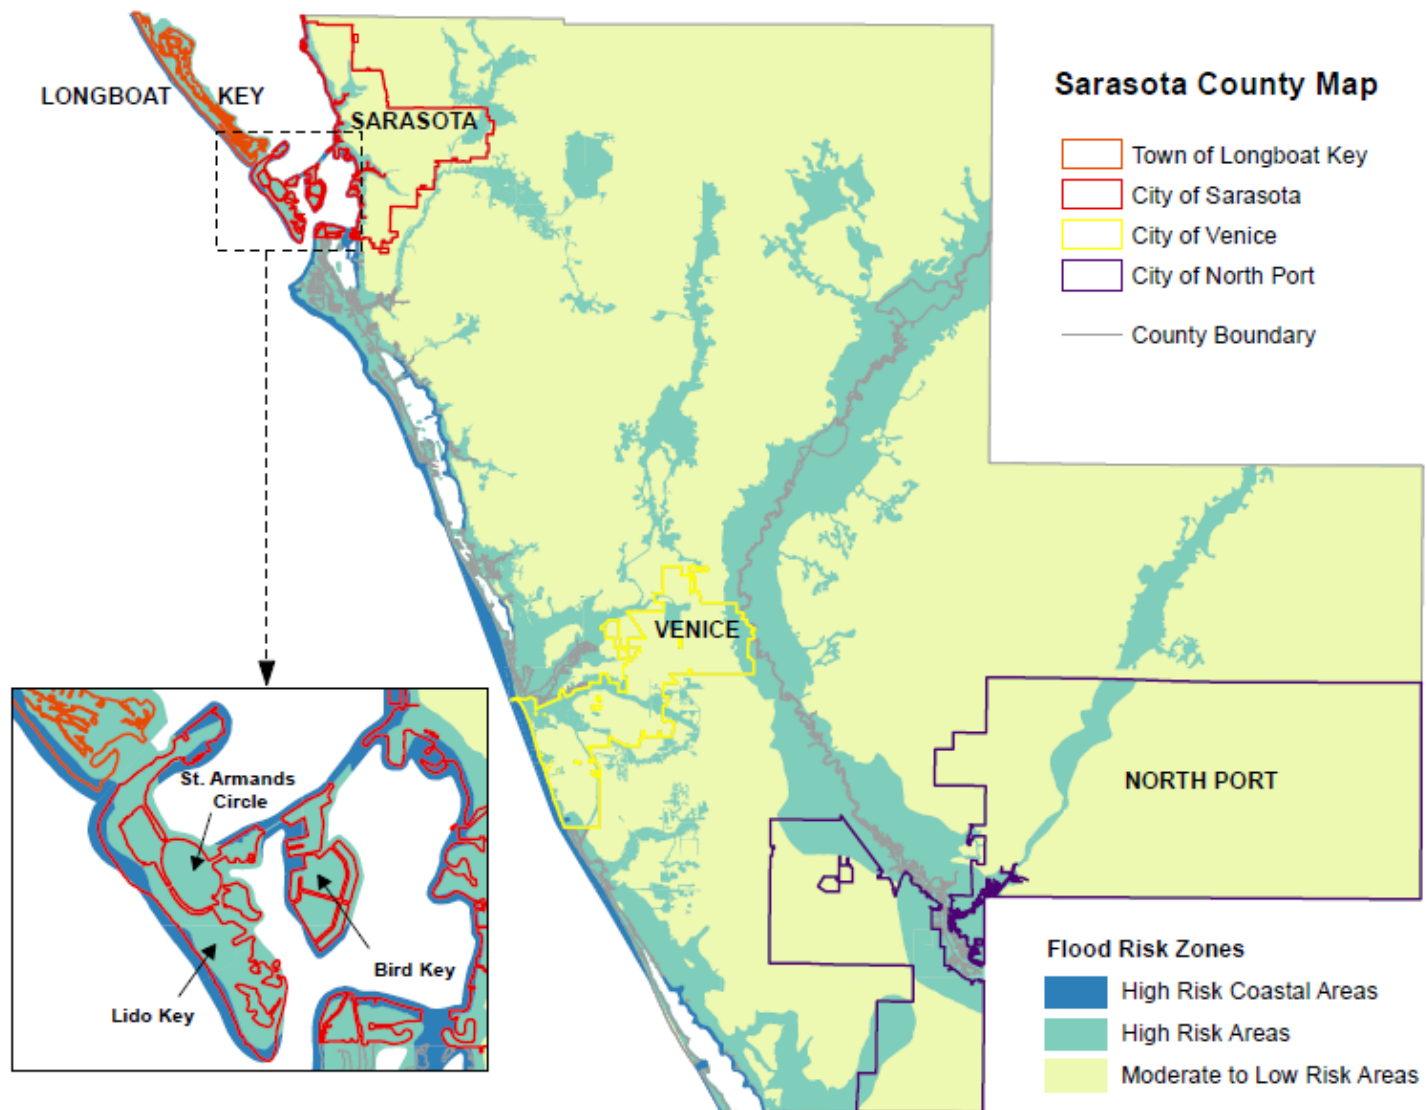 LONGBOAT KEY
SARASOTA
VENICE
NORTH PORT
Sarasota County Map
Town of Longboat Key
City of Sarasota
City of Venice
City of North Port
County Boundary
St. Armands
Circle
Bird Key
Lido Key
Flood Risk Zones
High Risk Coastal Areas
High Risk Areas
Moderate to Low Risk Areas